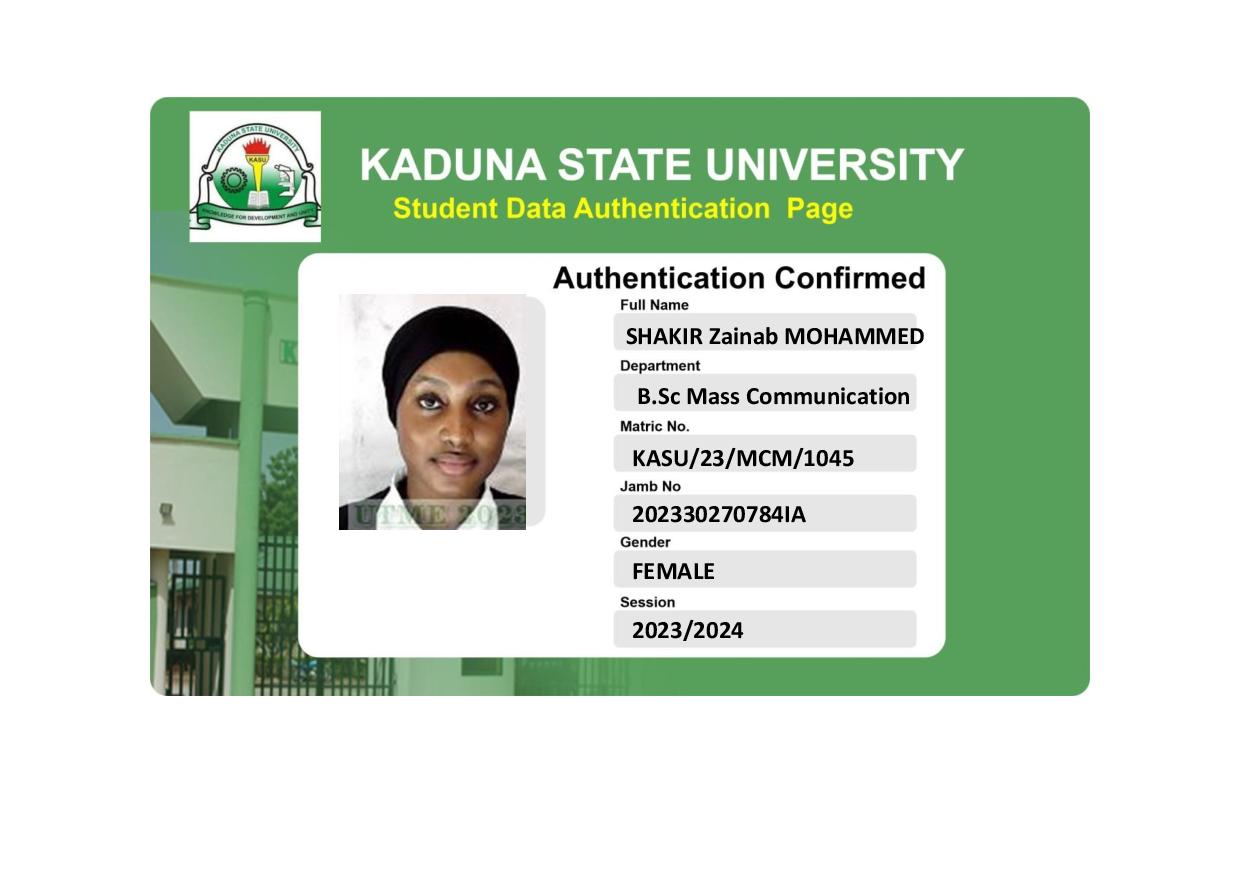 KADUNA STATE UNIVERSITY
KASU
KNOWLEDGE FOR DEVELOPMENT AND UNITY
KADUNA STATE UNIVERSITY
Student Data Authentication Page
Authentication Confirmed
Full Name
SHAKIR Zainab MOHAMMED
Department
B.Sc Mass Communication
Matric No.
KASU/23/MCM/1045
Jamb No
202330270784IA
Gender
FEMALE
Session
2023/2024
UTME 2023
K